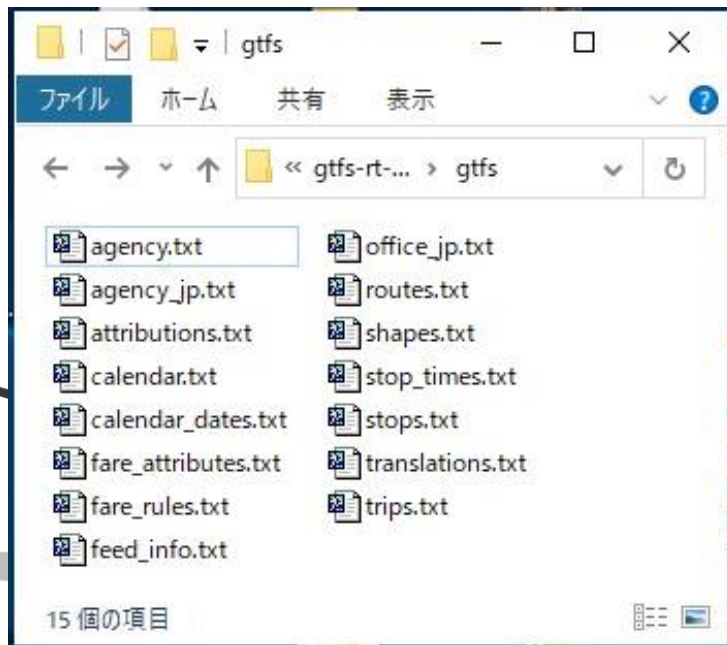 gtfs
ファイル ホーム 共有 表示
« gtfs-rt-... › gtfs
agency.txt
agency_jp.txt
attributions.txt
calendar.txt
calendar_dates.txt
fare_attributes.txt
fare_rules.txt
feed_info.txt
office_jp.txt
routes.txt
shapes.txt
stop_times.txt
stops.txt
translations.txt
trips.txt
15 個の項目